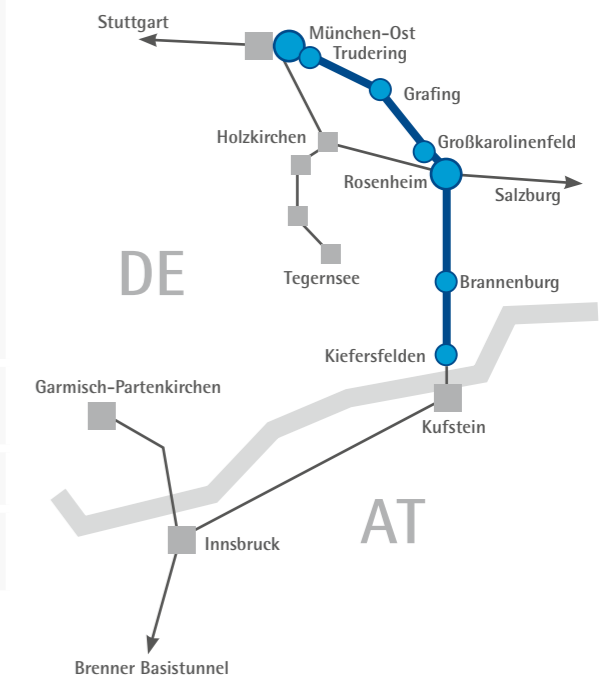 Stuttgart
München-Ost
Trudering
Grafing
Holzkirchen
Großkarolinenfeld
Rosenheim
Salzburg
DE
Tegernsee
Brannenburg
Kiefersfelden
Garmisch-Partenkirchen
Kufstein
AT
Innsbruck
Brenner Basistunnel